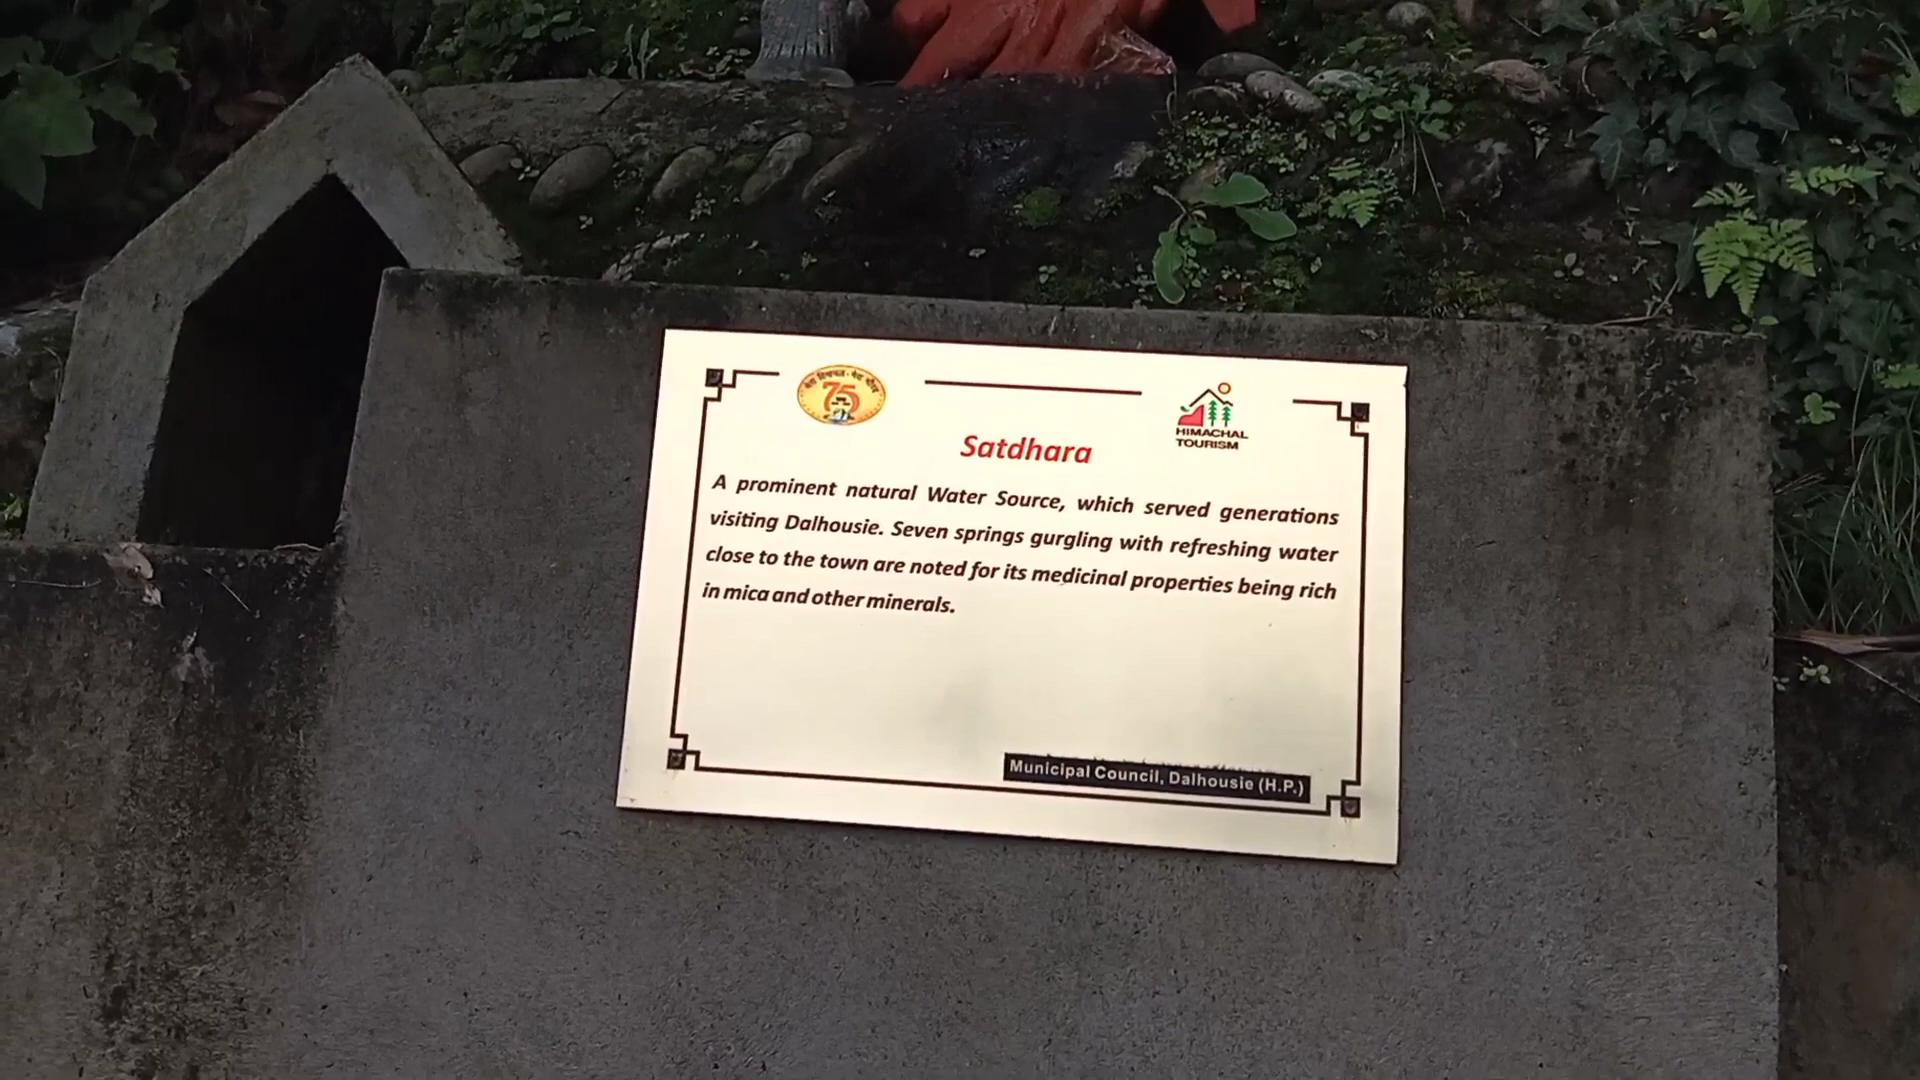 75
HIMACHAL
TOURISM
Satdhara
A prominent natural Water Source, which served generations
visiting Dalhousie. Seven springs gurgling with refreshing water
close to the town are noted for its medicinal properties being rich
in mica and other minerals.
Municipal Council, Dalhousie (H.P.)